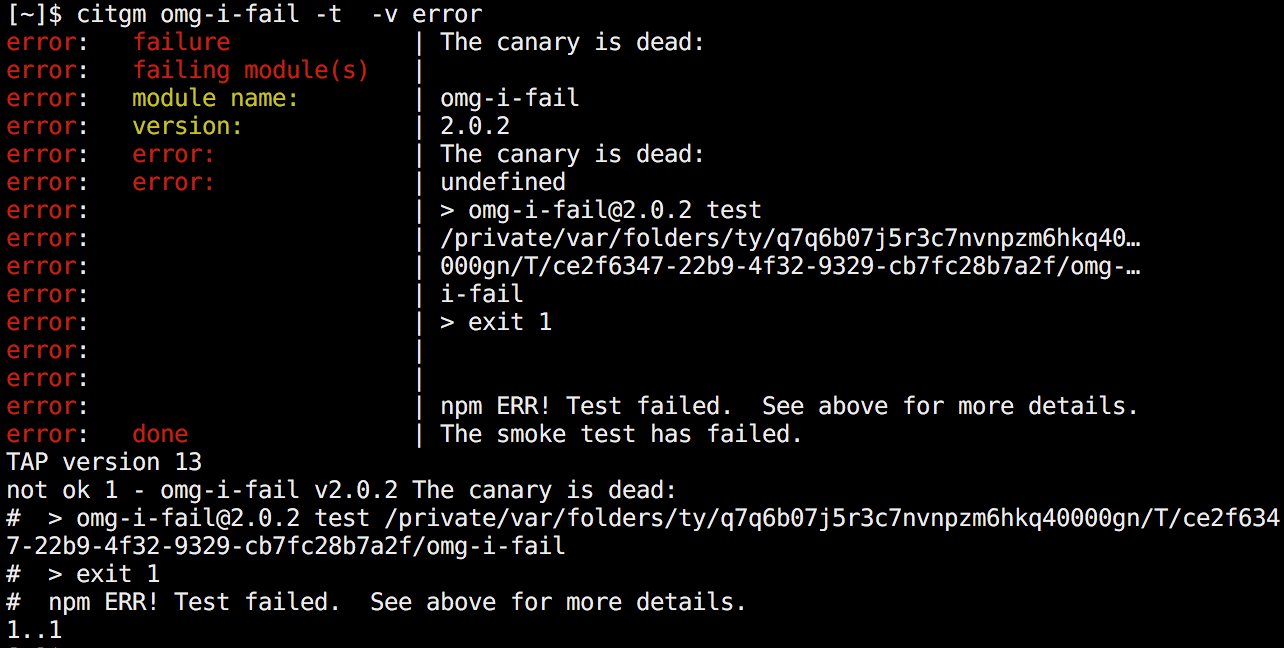 [~]$ citgm omg-i-fail -t  -v error
error:   failure             | The canary is dead:
error:   failing module(s)   |
error:   module name:        | omg-i-fail
error:   version:            | 2.0.2
error:   error:              | The canary is dead:
error:   error:              | undefined
error:                       | > omg-i-fail@2.0.2 test
error:                       | /private/var/folders/ty/q7q6b07j5r3c7nvnpzm6hkq40…
error:                       | 000gn/T/ce2f6347-22b9-4f32-9329-cb7fc28b7a2f/omg-…
error:                       | i-fail
error:                       | > exit 1
error:                       |
error:                       |
error:                       | npm ERR! Test failed.  See above for more details.
error:   done                | The smoke test has failed.
TAP version 13
not ok 1 - omg-i-fail v2.0.2 The canary is dead:
#  > omg-i-fail@2.0.2 test /private/var/folders/ty/q7q6b07j5r3c7nvnpzm6hkq40000gn/T/ce2f634
7-22b9-4f32-9329-cb7fc28b7a2f/omg-i-fail
#  > exit 1
#  npm ERR! Test failed.  See above for more details.
1..1